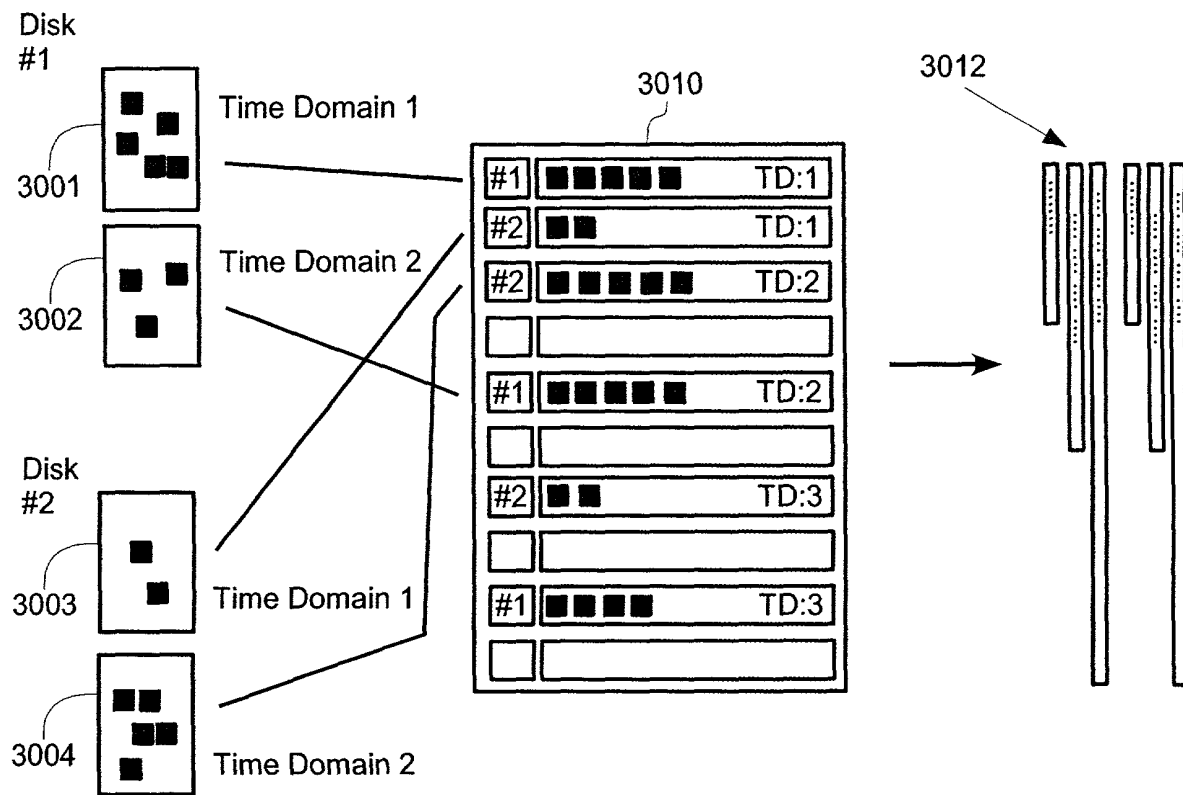 Disk
#1
3001
Time Domain 1
3002
Time Domain 2
Disk
#2
3003
Time Domain 1
3004
Time Domain 2
3010
#1 TD:1
#2 TD:1
#2 TD:2
#1 TD:2
#2 TD:3
#1 TD:3
3012